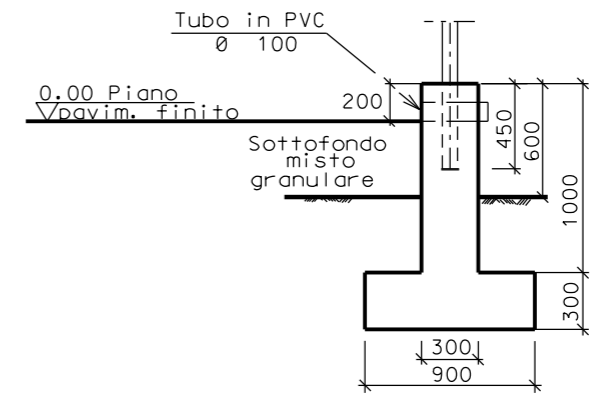 Tubo in PVC
Ø 100
0.00 Piano
pavim. finito
200
Sottofondo
misto
granulare
450
600
1000
300
300
900